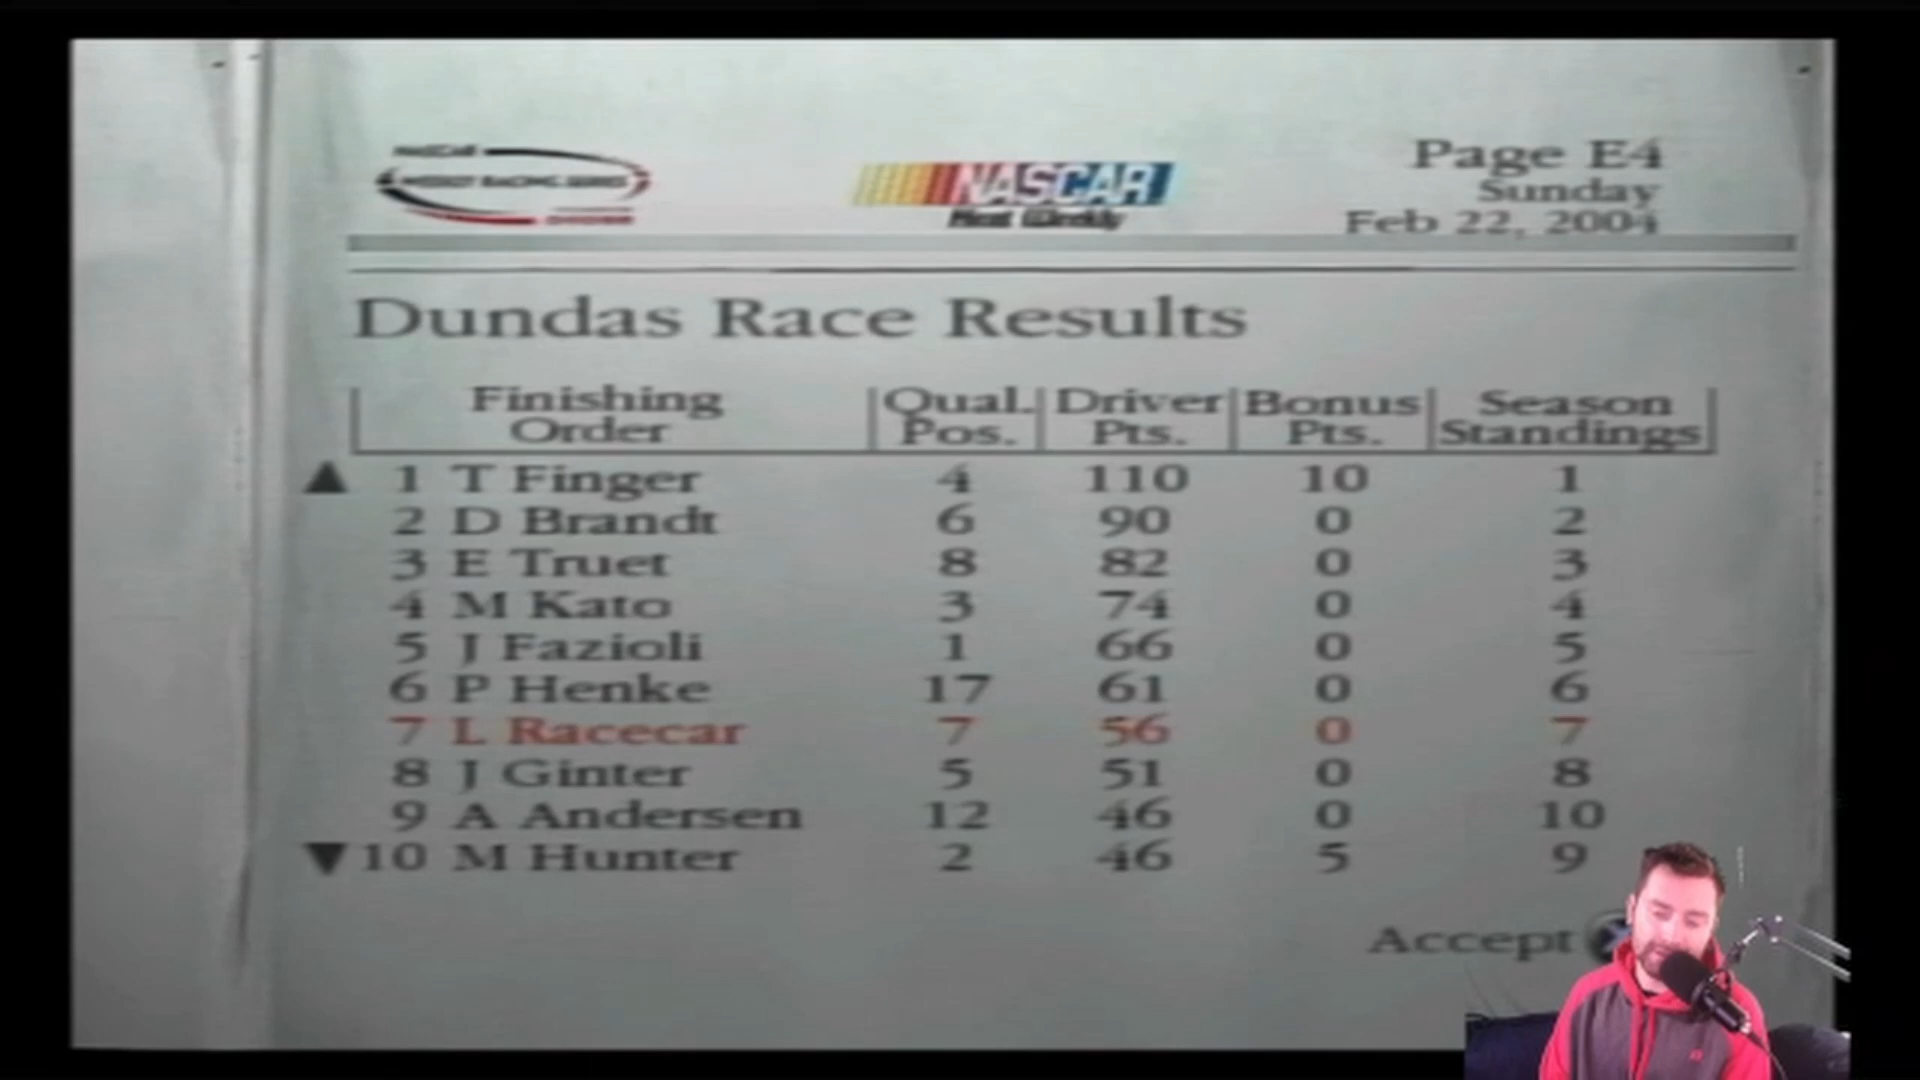 NASCAR
NASCAR
Page E4
Sunday
Feb 22, 2004
Dundas Race Results
Finishing Order Qual. Pos. Driver Pts. Bonus Pts. Season Standings
1 T Finger 4 110 10 1
2 D Brandt 6 90 0 2
3 E Truet 8 82 0 3
4 M Kato 3 74 0 4
5 J Fazioli 1 66 0 5
6 P Henke 17 61 0 6
7 L Racecar 7 56 0 7
8 J Ginter 5 51 0 8
9 A Andersen 12 46 0 10
10 M Hunter 2 46 5 9
Accept